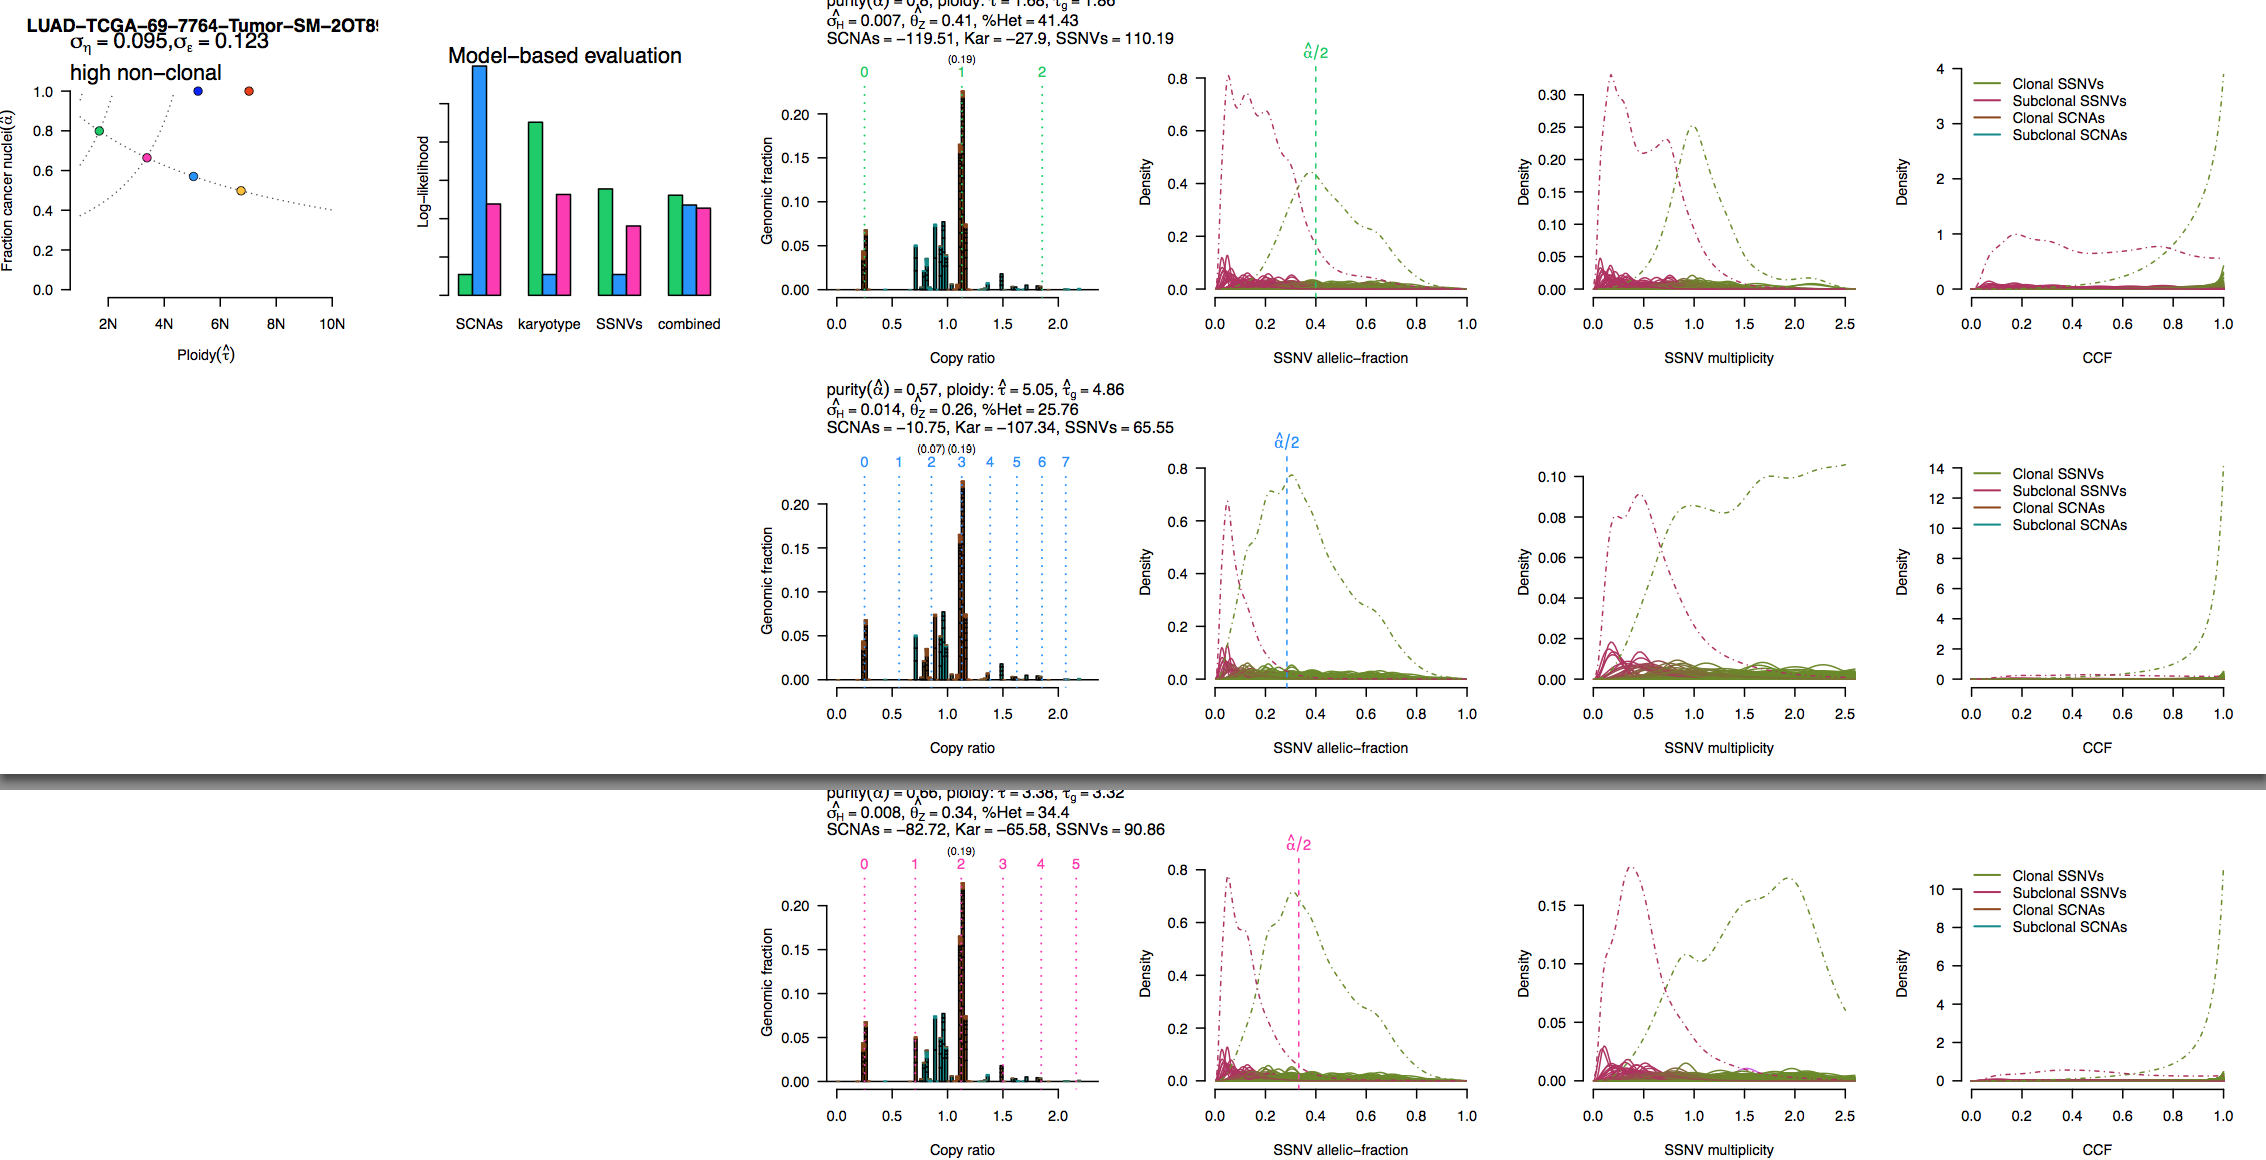 LUAD−TCGA−69−7764−Tumor−SM−2OT8
ση = 0.095,σε = 0.123
high non−clonal
Fraction cancer nuclei(α̂)
1.0
0.8
0.6
0.4
0.2
0.0
2N 4N 6N 8N 10N
Ploidy(τ̂)
Model−based evaluation
Log−likelihood
SCNAs karyotype SSNVs combined
purity(α̂) = 0.8, ploidy: τ̂ = 1.68, τ̂g = 1.86
σ̂H = 0.007, θ̂Z = 0.41, %Het = 41.43
SCNAs = −119.51, Kar = −27.9, SSNVs = 110.19
(0.19)
0 1 2
Genomic fraction
0.20
0.15
0.10
0.05
0.00
0.0 0.5 1.0 1.5 2.0
Copy ratio
α̂/2
Density
0.8
0.6
0.4
0.2
0.0
0.0 0.2 0.4 0.6 0.8 1.0
SSNV allelic−fraction
Density
0.30
0.25
0.20
0.15
0.10
0.05
0.00
0.0 0.5 1.0 1.5 2.0 2.5
SSNV multiplicity
Density
4
3
2
1
0
Clonal SSNVs
Subclonal SSNVs
Clonal SCNAs
Subclonal SCNAs
0.0 0.2 0.4 0.6 0.8 1.0
CCF
purity(α̂) = 0.57, ploidy: τ̂ = 5.05, τ̂g = 4.86
σ̂H = 0.014, θ̂Z = 0.26, %Het = 25.76
SCNAs = −10.75, Kar = −107.34, SSNVs = 65.55
(0.07) (0.19)
0 1 2 3 4 5 6 7
Genomic fraction
0.20
0.15
0.10
0.05
0.00
0.0 0.5 1.0 1.5 2.0
Copy ratio
α̂/2
Density
0.8
0.6
0.4
0.2
0.0
0.0 0.2 0.4 0.6 0.8 1.0
SSNV allelic−fraction
Density
0.10
0.08
0.06
0.04
0.02
0.00
0.0 0.5 1.0 1.5 2.0 2.5
SSNV multiplicity
Density
14
12
10
8
6
4
2
0
Clonal SSNVs
Subclonal SSNVs
Clonal SCNAs
Subclonal SCNAs
0.0 0.2 0.4 0.6 0.8 1.0
CCF
purity(α̂) = 0.66, ploidy: τ̂ = 3.38, τ̂g = 3.32
σ̂H = 0.008, θ̂Z = 0.34, %Het = 34.4
SCNAs = −82.72, Kar = −65.58, SSNVs = 90.86
(0.19)
0 1 2 3 4 5
Genomic fraction
0.20
0.15
0.10
0.05
0.00
0.0 0.5 1.0 1.5 2.0
Copy ratio
α̂/2
Density
0.8
0.6
0.4
0.2
0.0
0.0 0.2 0.4 0.6 0.8 1.0
SSNV allelic−fraction
Density
0.15
0.10
0.05
0.00
0.0 0.5 1.0 1.5 2.0 2.5
SSNV multiplicity
Density
10
8
6
4
2
0
Clonal SSNVs
Subclonal SSNVs
Clonal SCNAs
Subclonal SCNAs
0.0 0.2 0.4 0.6 0.8 1.0
CCF